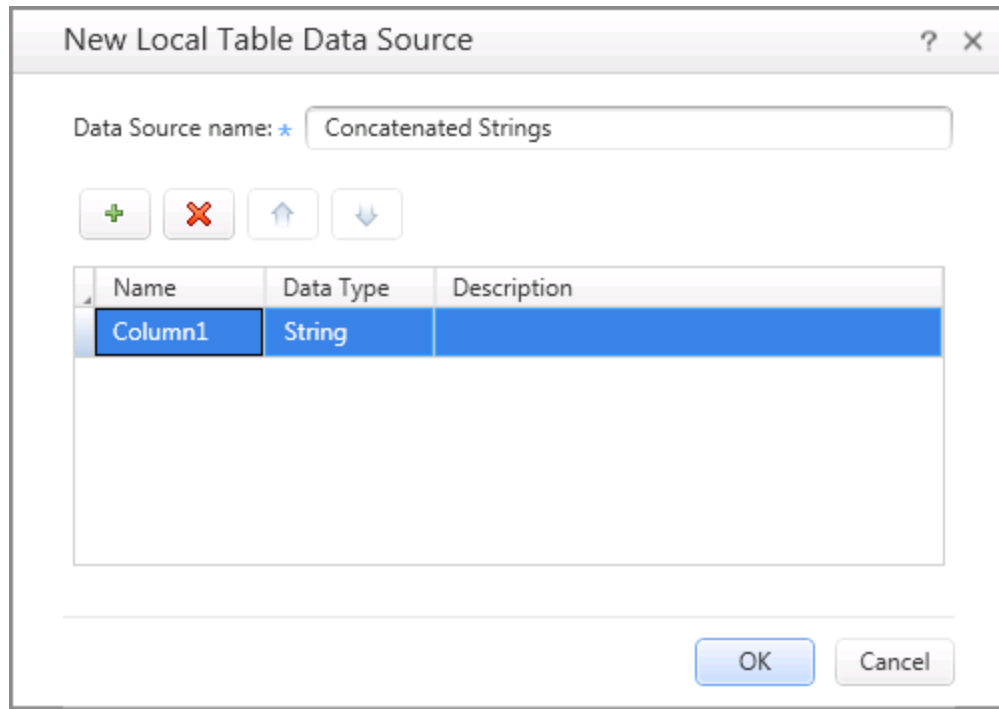 New Local Table Data Source ?
Data Source name: * Concatenated Strings
Name Data Type Description
Column1 String
OK Cancel